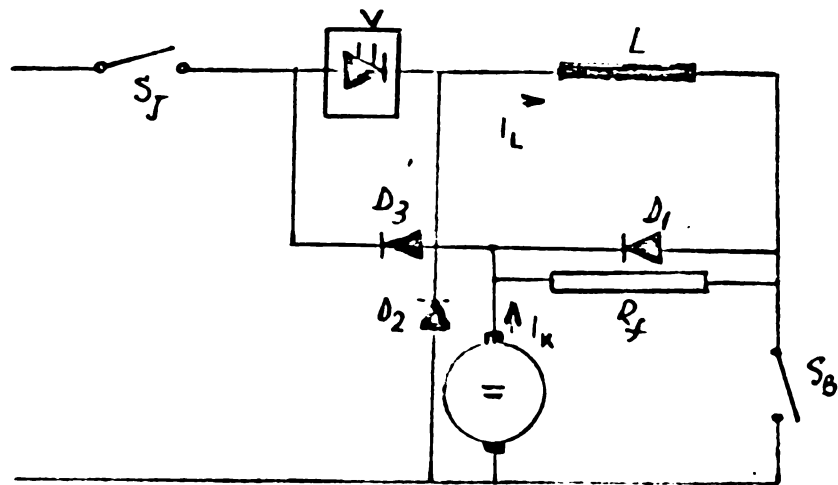 V
L
S_J
I_L
D_3
D_1
D_2
I_K
R_f
=
S_B